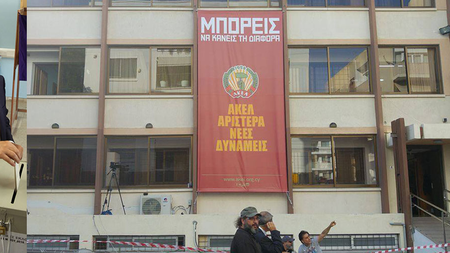 ΜΠΟΡΕΙΣ
ΝΑ ΚΑΝΕΙΣ ΤΗ ΔΙΑΦΟΡΑ
ΑΚΕΛ
ΑΡΙΣΤΕΡΑ
ΝΕΕΣ
ΔΥΝΑΜΕΙΣ